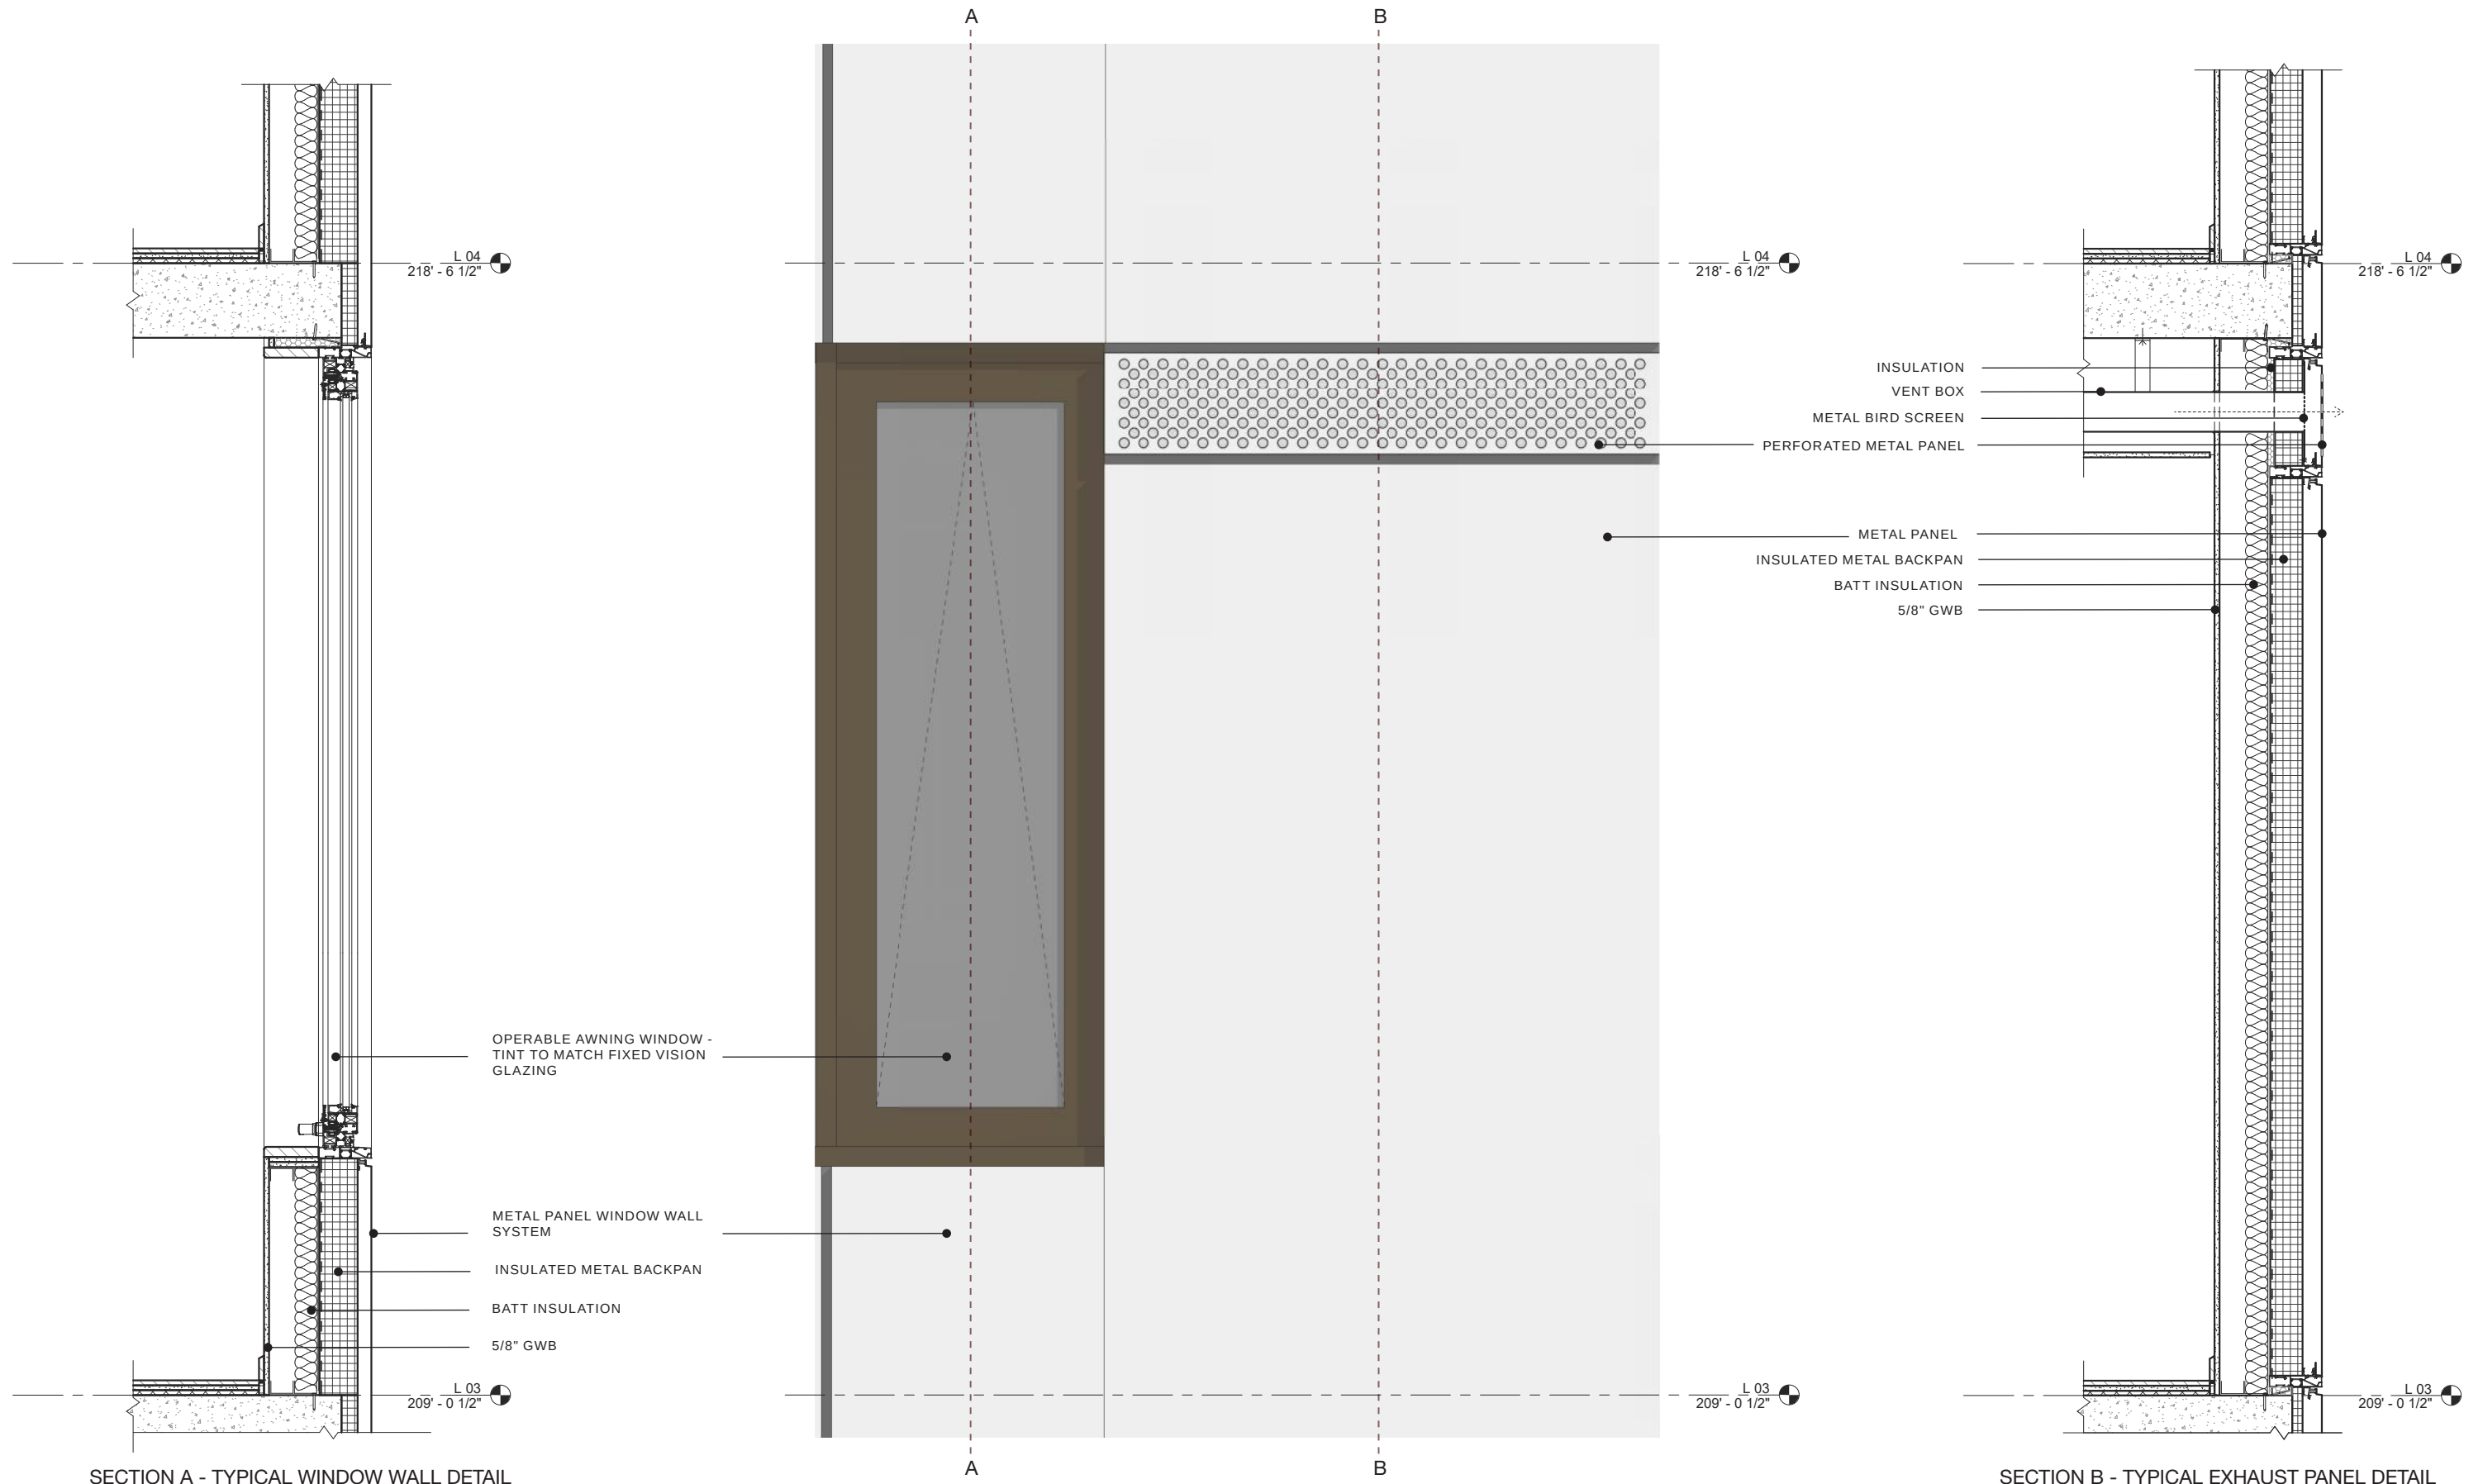 A
B
L 04
218' - 6 1/2"
L 04
218' - 6 1/2"
L 04
218' - 6 1/2"
INSULATION
VENT BOX
METAL BIRD SCREEN
PERFORATED METAL PANEL
METAL PANEL
INSULATED METAL BACKPAN
BATT INSULATION
5/8" GWB
OPERABLE AWNING WINDOW -
TINT TO MATCH FIXED VISION
GLAZING
METAL PANEL WINDOW WALL
SYSTEM
INSULATED METAL BACKPAN
BATT INSULATION
5/8" GWB
L 03
209' - 0 1/2"
L 03
209' - 0 1/2"
L 03
209' - 0 1/2"
A
B
SECTION A - TYPICAL WINDOW WALL DETAIL
SECTION B - TYPICAL EXHAUST PANEL DETAIL